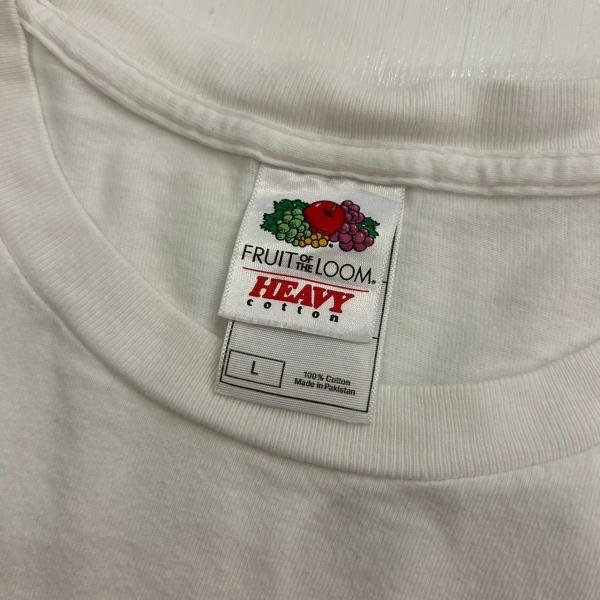 FRUIT OF THE LOOM®
HEAVY
cotton
L
100% Cotton
Made in Pakistan